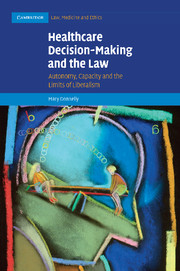 CAMBRIDGE Law, Medicine and Ethics
Healthcare
Decision-Making
and the Law
Autonomy, Capacity and the
Limits of Liberalism
Mary Donnelly
6